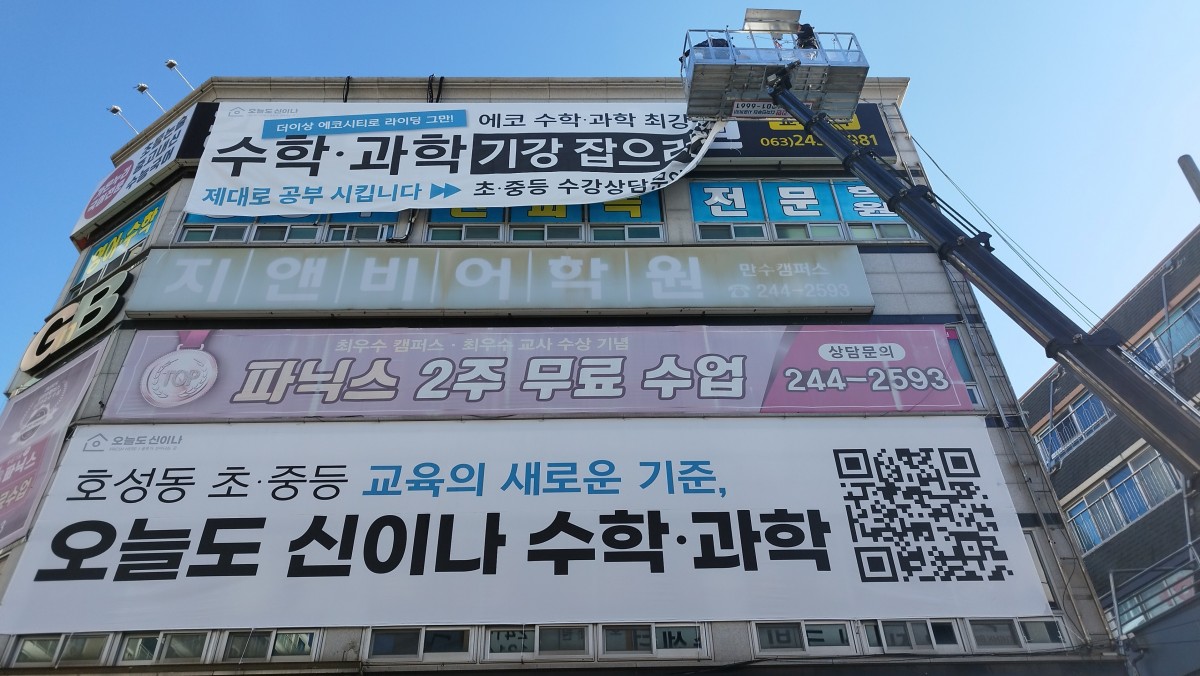 오늘도 신이나
더이상 에코시티로 라이딩 그만!
에코 수학·과학 최강
수학·과학 기강 잡으러
제대로 공부 시킵니다
초·중등 수강상담문
(063)24
881
전문
지앤비어학원 만수캠퍼스
☎ 244-2593
GB
최우수 캠퍼스 · 최우수 교사 수상 기념
TOP
파닉스 2주 무료 수업
상담문의
244-2593
오늘도 신이나
호성동 초·중등 교육의 새로운 기준,
오늘도 신이나 수학·과학